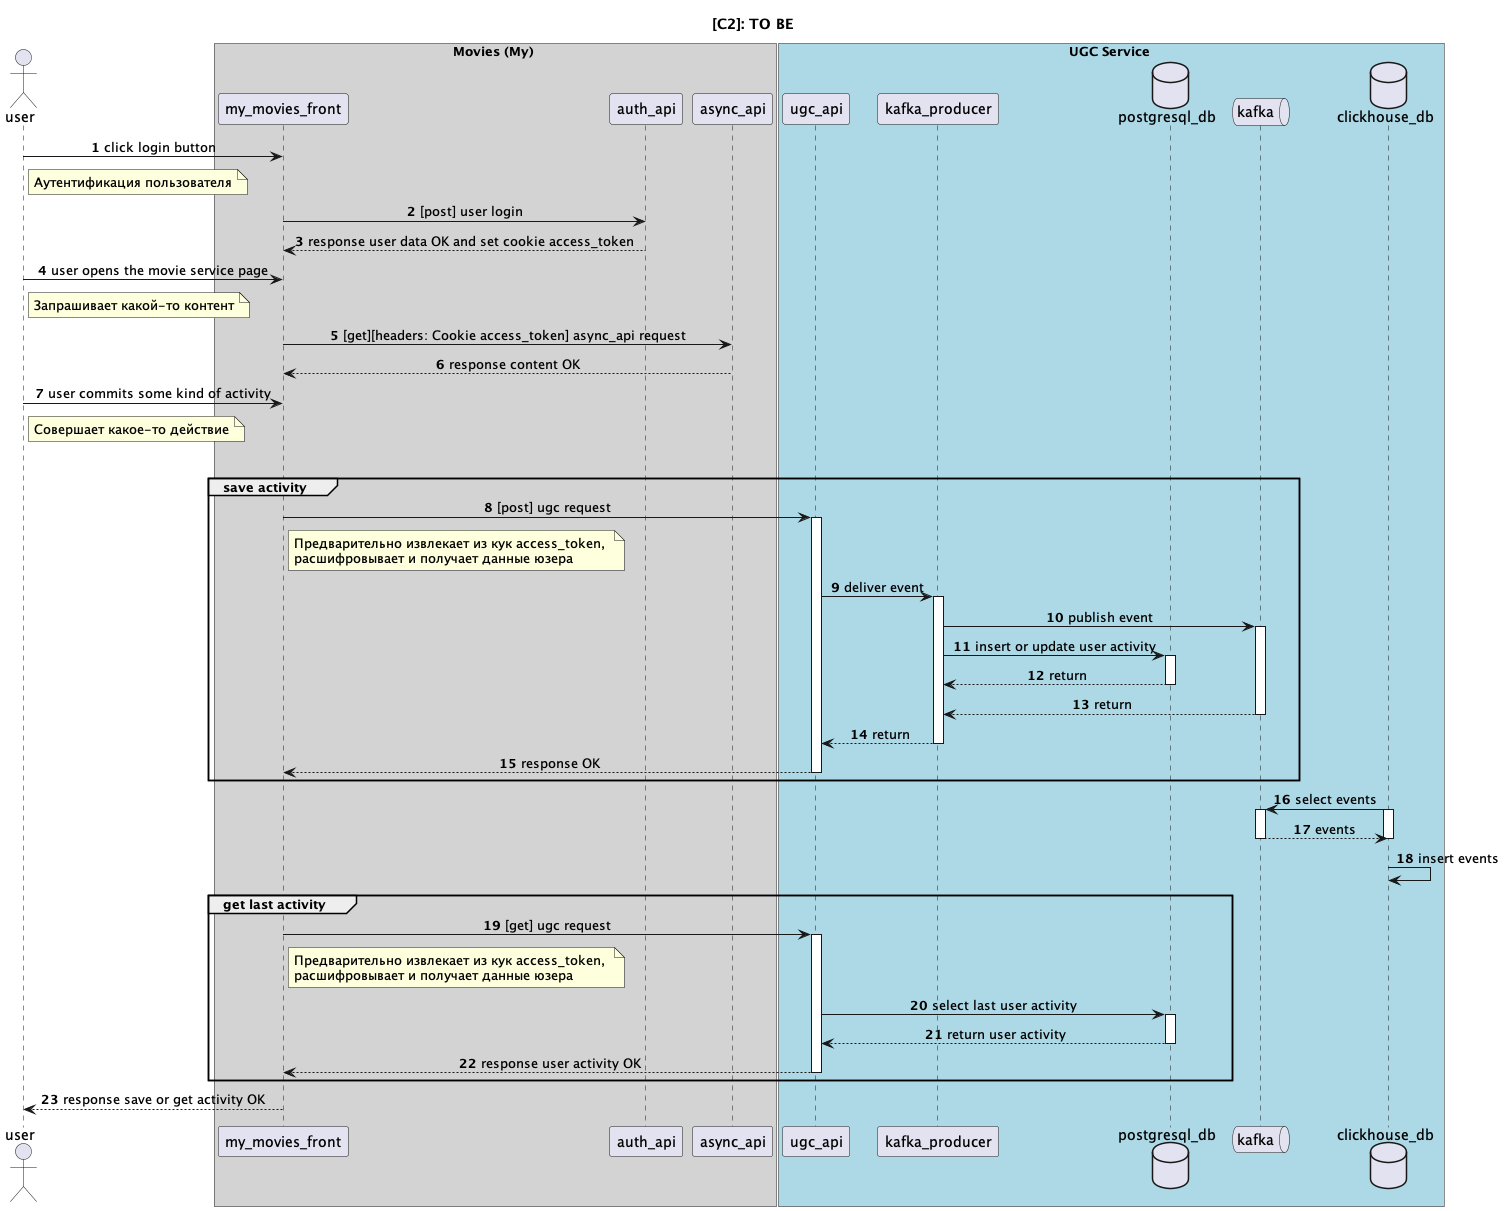 [C2]: TO BE
Movies (My)
UGC Service
user
my_movies_front
auth_api
async_api
ugc_api
kafka_producer
postgresql_db
kafka
clickhouse_db
1 click login button
Аутентификация пользователя
2 [post] user login
3 response user data OK and set cookie access_token
4 user opens the movie service page
Запрашивает какой-то контент
5 [get][headers: Cookie access_token] async_api request
6 response content OK
7 user commits some kind of activity
Совершает какое-то действие
save activity
8 [post] ugc request
Предварительно извлекает из кук access_token,
расшифровывает и получает данные юзера
9 deliver event
10 publish event
11 insert or update user activity
12 return
13 return
14 return
15 response OK
16 select events
17 events
18 insert events
get last activity
19 [get] ugc request
Предварительно извлекает из кук access_token,
расшифровывает и получает данные юзера
20 select last user activity
21 return user activity
22 response user activity OK
23 response save or get activity OK
user
my_movies_front
auth_api
async_api
ugc_api
kafka_producer
postgresql_db
kafka
clickhouse_db